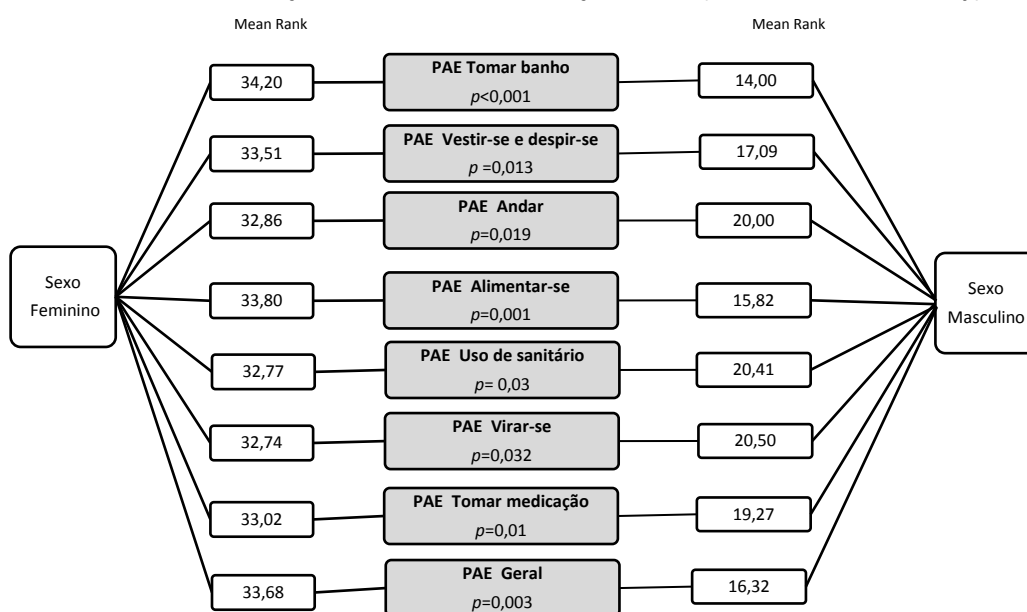 Mean Rank
Mean Rank
34,20
PAE Tomar banho
p<0,001
14,00
33,51
PAE Vestir-se e despir-se
p =0,013
17,09
32,86
PAE Andar
p=0,019
20,00
Sexo
Feminino
33,80
PAE Alimentar-se
p=0,001
15,82
Sexo
Masculino
32,77
PAE Uso de sanitário
p= 0,03
20,41
32,74
PAE Virar-se
p=0,032
20,50
33,02
PAE Tomar medicação
p=0,01
19,27
33,68
PAE Geral
p=0,003
16,32